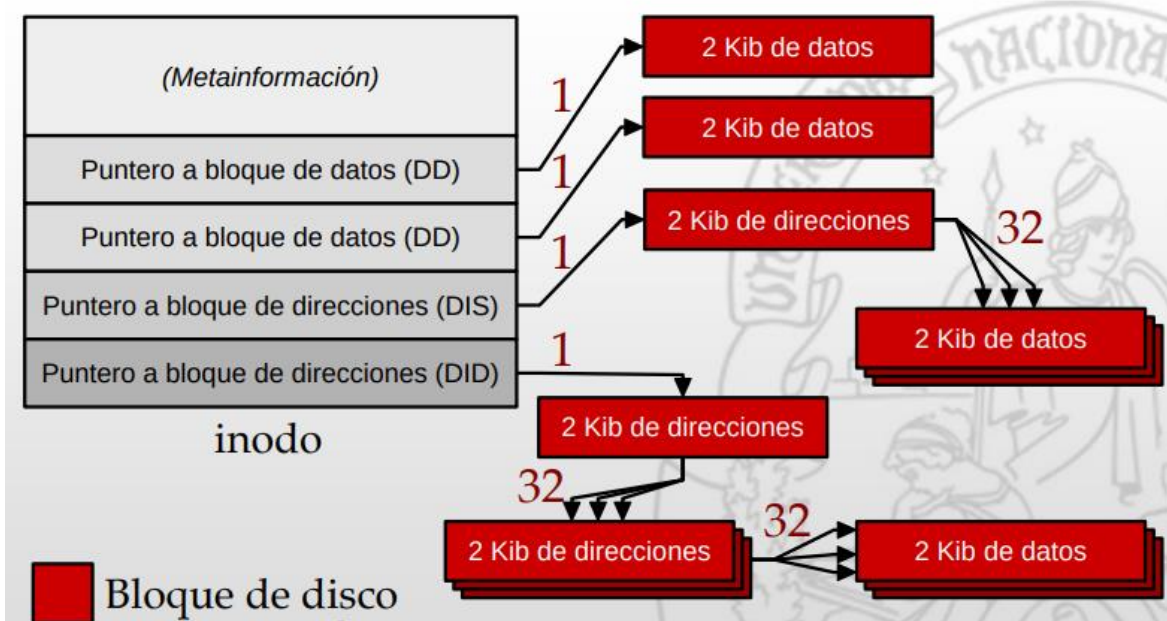 (Metainformación)
Puntero a bloque de datos (DD)
Puntero a bloque de datos (DD)
Puntero a bloque de direcciones (DIS)
Puntero a bloque de direcciones (DID)
inodo
1
1
1
1
2 Kib de datos
2 Kib de datos
2 Kib de direcciones
32
2 Kib de datos
2 Kib de direcciones
32
2 Kib de direcciones
32
2 Kib de datos
Bloque de disco
NACIONA